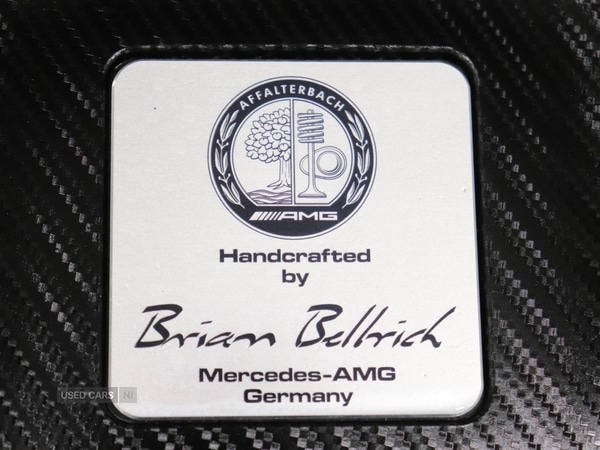 AFFALTERBACH
AMG
Handcrafted
by
Brian Bellrich
Mercedes-AMG
Germany
USED CARS NI